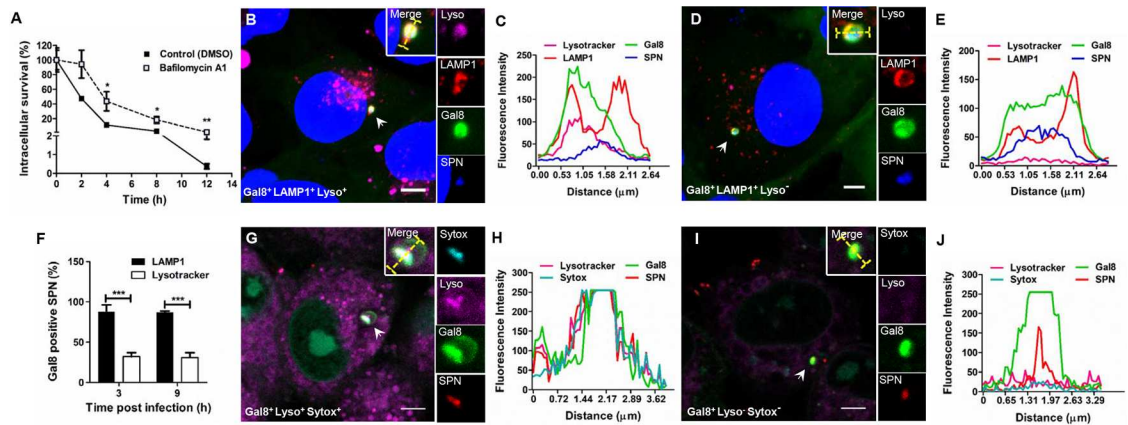 A
Intracellular survival (%)
120
100
80
60
40
20
2
1
0
0 2 4 6 8 10 12 14
Time (h)
Control (DMSO)
Bafilomycin A1
*
*
**
B
Merge
Lyso
LAMP1
Gal8
SPN
Gal8+ LAMP1+ Lyso+
C
Lysotracker Gal8
LAMP1 SPN
Fluorescence Intensity
250
200
150
100
50
0
0.00 0.53 1.05 1.58 2.11 2.64
Distance (μm)
D
Merge
Lyso
LAMP1
Gal8
SPN
Gal8+ LAMP1+ Lyso-
E
Lysotracker Gal8
LAMP1 SPN
Fluorescence Intensity
200
150
100
50
0
0.00 0.53 1.05 1.58 2.11 2.64
Distance (μm)
F
LAMP1
Lysotracker
Gal8 positive SPN (%)
150
100
50
0
*** ***
3 9
Time post infection (h)
G
Merge
Sytox
Lyso
Gal8
SPN
Gal8+ Lyso+ Sytox+
H
Lysotracker Gal8
Sytox SPN
Fluorescence Intensity
300
250
200
150
100
50
0
0 0.72 1.44 2.17 2.89 3.62
Distance (μm)
I
Merge
Sytox
Lyso
Gal8
SPN
Gal8+ Lyso- Sytox-
J
Lysotracker Gal8
Sytox SPN
Fluorescence Intensity
300
250
200
150
100
50
0
0 0.65 1.31 1.97 2.63 3.29
Distance (μm)